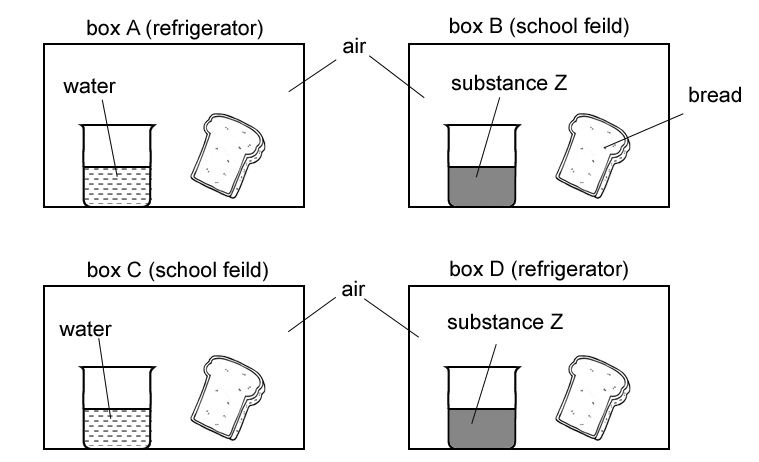 box A (refrigerator)
box B (school feild)
air
water
substance Z
bread
box C (school feild)
box D (refrigerator)
air
water
substance Z